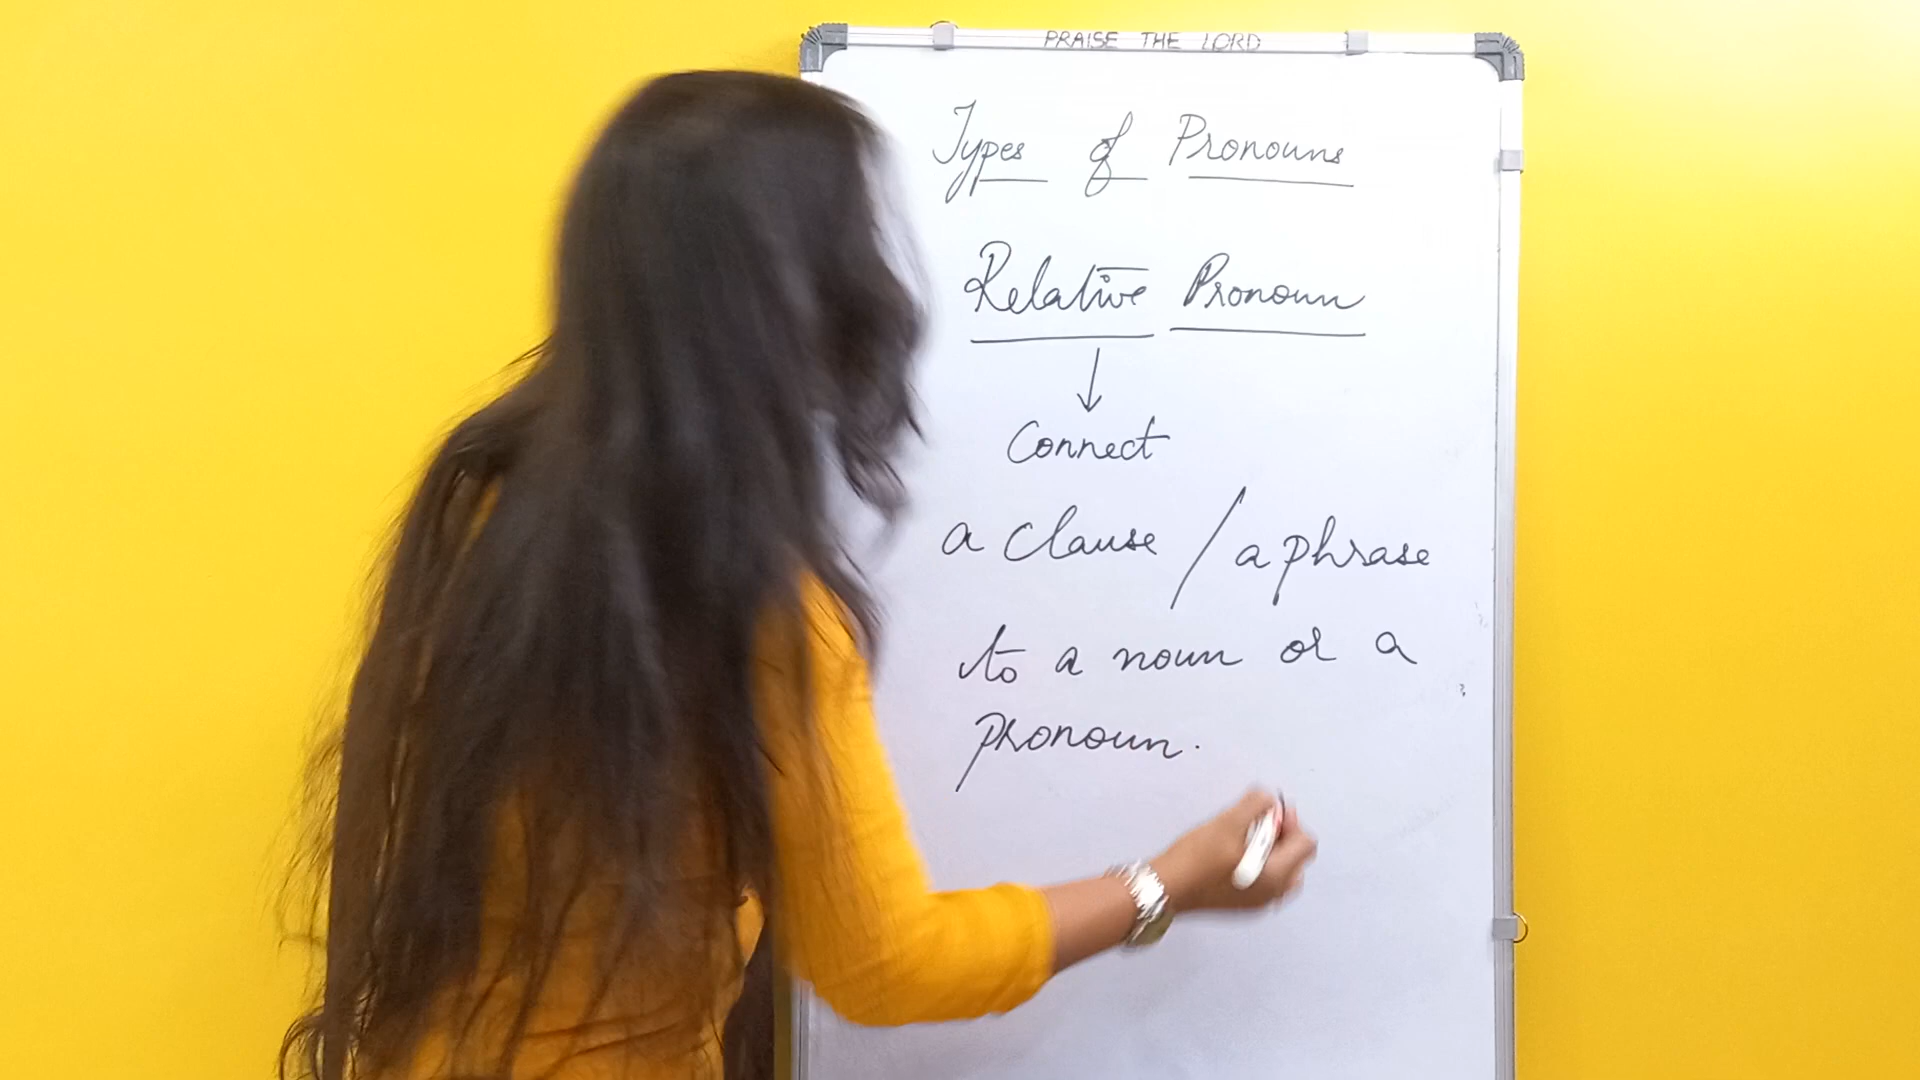 PRAISE THE LORD
Types of Pronouns
Relative Pronoun
Connect
a clause / a phrase
to a noun or a
pronoun.